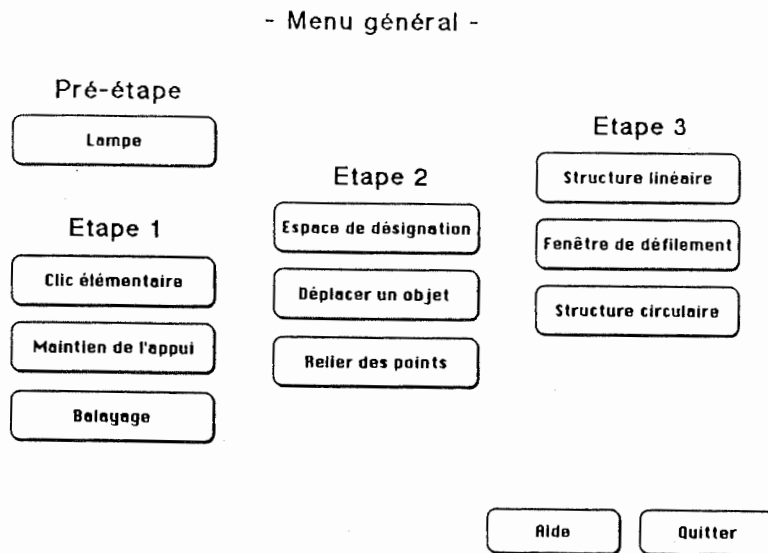 - Menu général -
Pré-étape
Lampe
Etape 1
Clic élémentaire
Maintien de l'appui
Balayage
Etape 2
Espace de désignation
Déplacer un objet
Relier des points
Etape 3
Structure linéaire
Fenêtre de défilement
Structure circulaire
Aide
Quitter